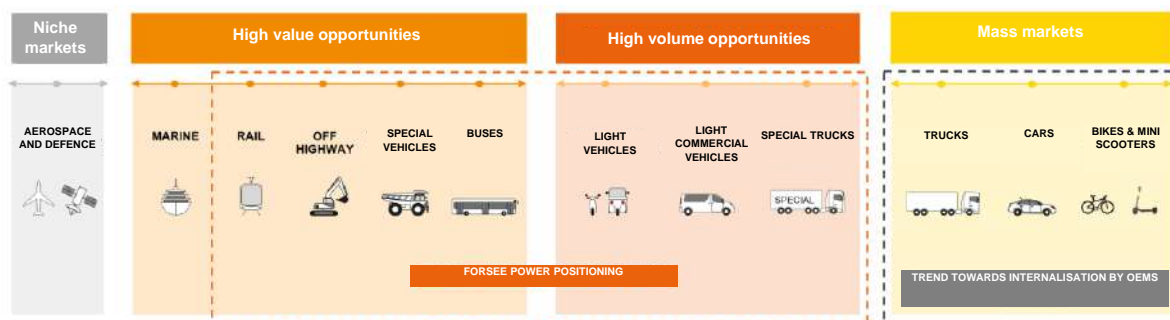 Niche
markets
High value opportunities
High volume opportunities
Mass markets
AEROSPACE
AND DEFENCE
MARINE
RAIL
OFF
HIGHWAY
SPECIAL
VEHICLES
BUSES
LIGHT
VEHICLES
LIGHT
COMMERCIAL
VEHICLES
SPECIAL TRUCKS
TRUCKS
CARS
BIKES & MINI
SCOOTERS
SPECIAL
FORSEE POWER POSITIONING
TREND TOWARDS INTERNALISATION BY OEMS